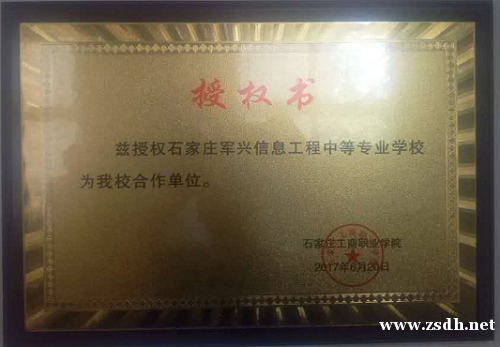 授权书
兹授权石家庄军兴信息工程中等专业学校
为我校合作单位。
石家庄工商职业学院
2017年6月20日
www.zsdh.net